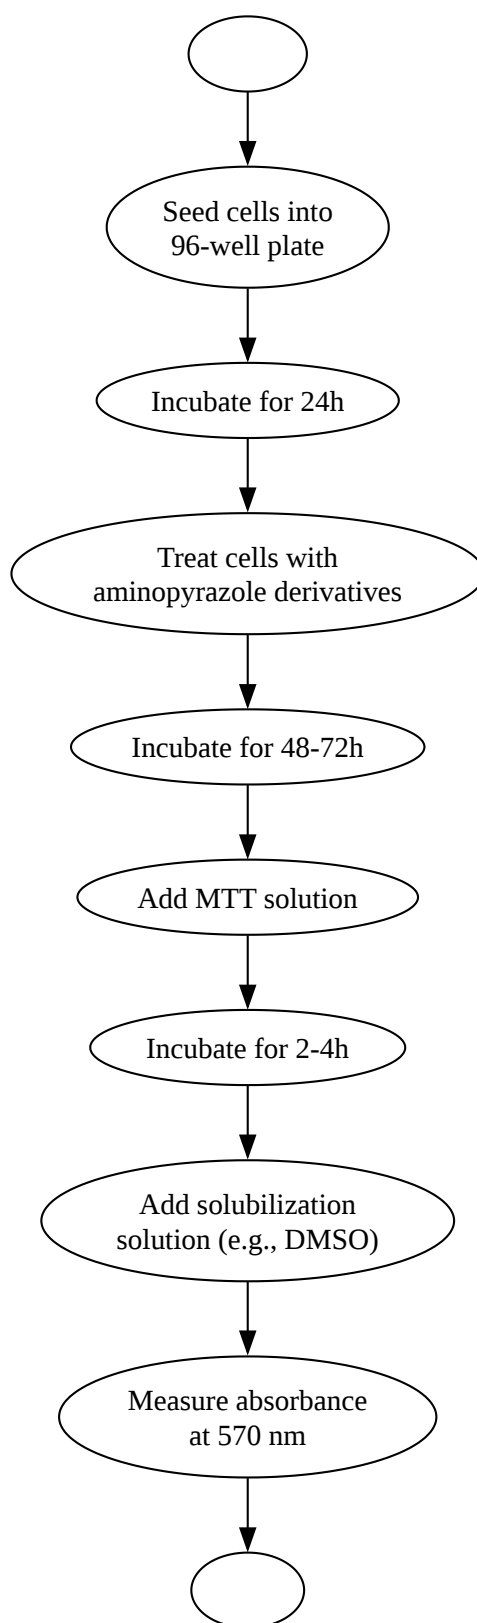 Seed cells into
96-well plate
Incubate for 24h
Treat cells with
aminopyrazole derivatives
Incubate for 48-72h
Add MTT solution
Incubate for 2-4h
Add solubilization
solution (e.g., DMSO)
Measure absorbance
at 570 nm